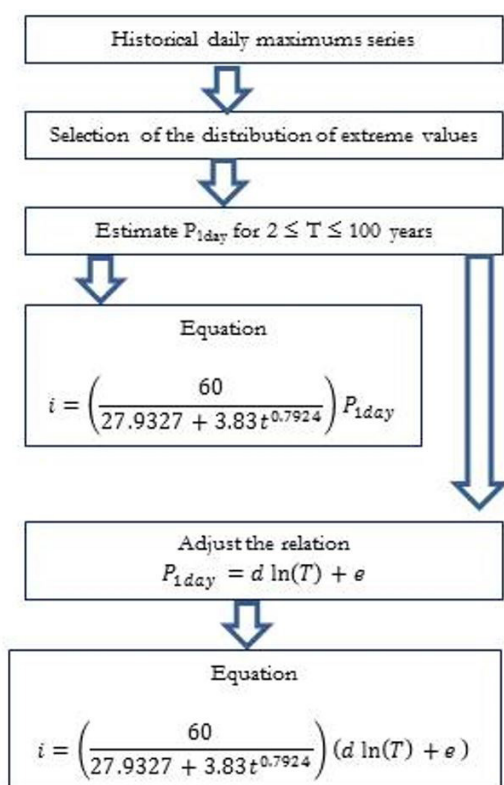 Historical daily maximums series
Selection of the distribution of extreme values
Estimate P₁day for 2 ≤ T ≤ 100 years
Equation
i = (60 / (27.9327 + 3.83t^0.7924)) P₁day
Adjust the relation
P₁day = d ln(T) + e
Equation
i = (60 / (27.9327 + 3.83t^0.7924)) (d ln(T) + e )